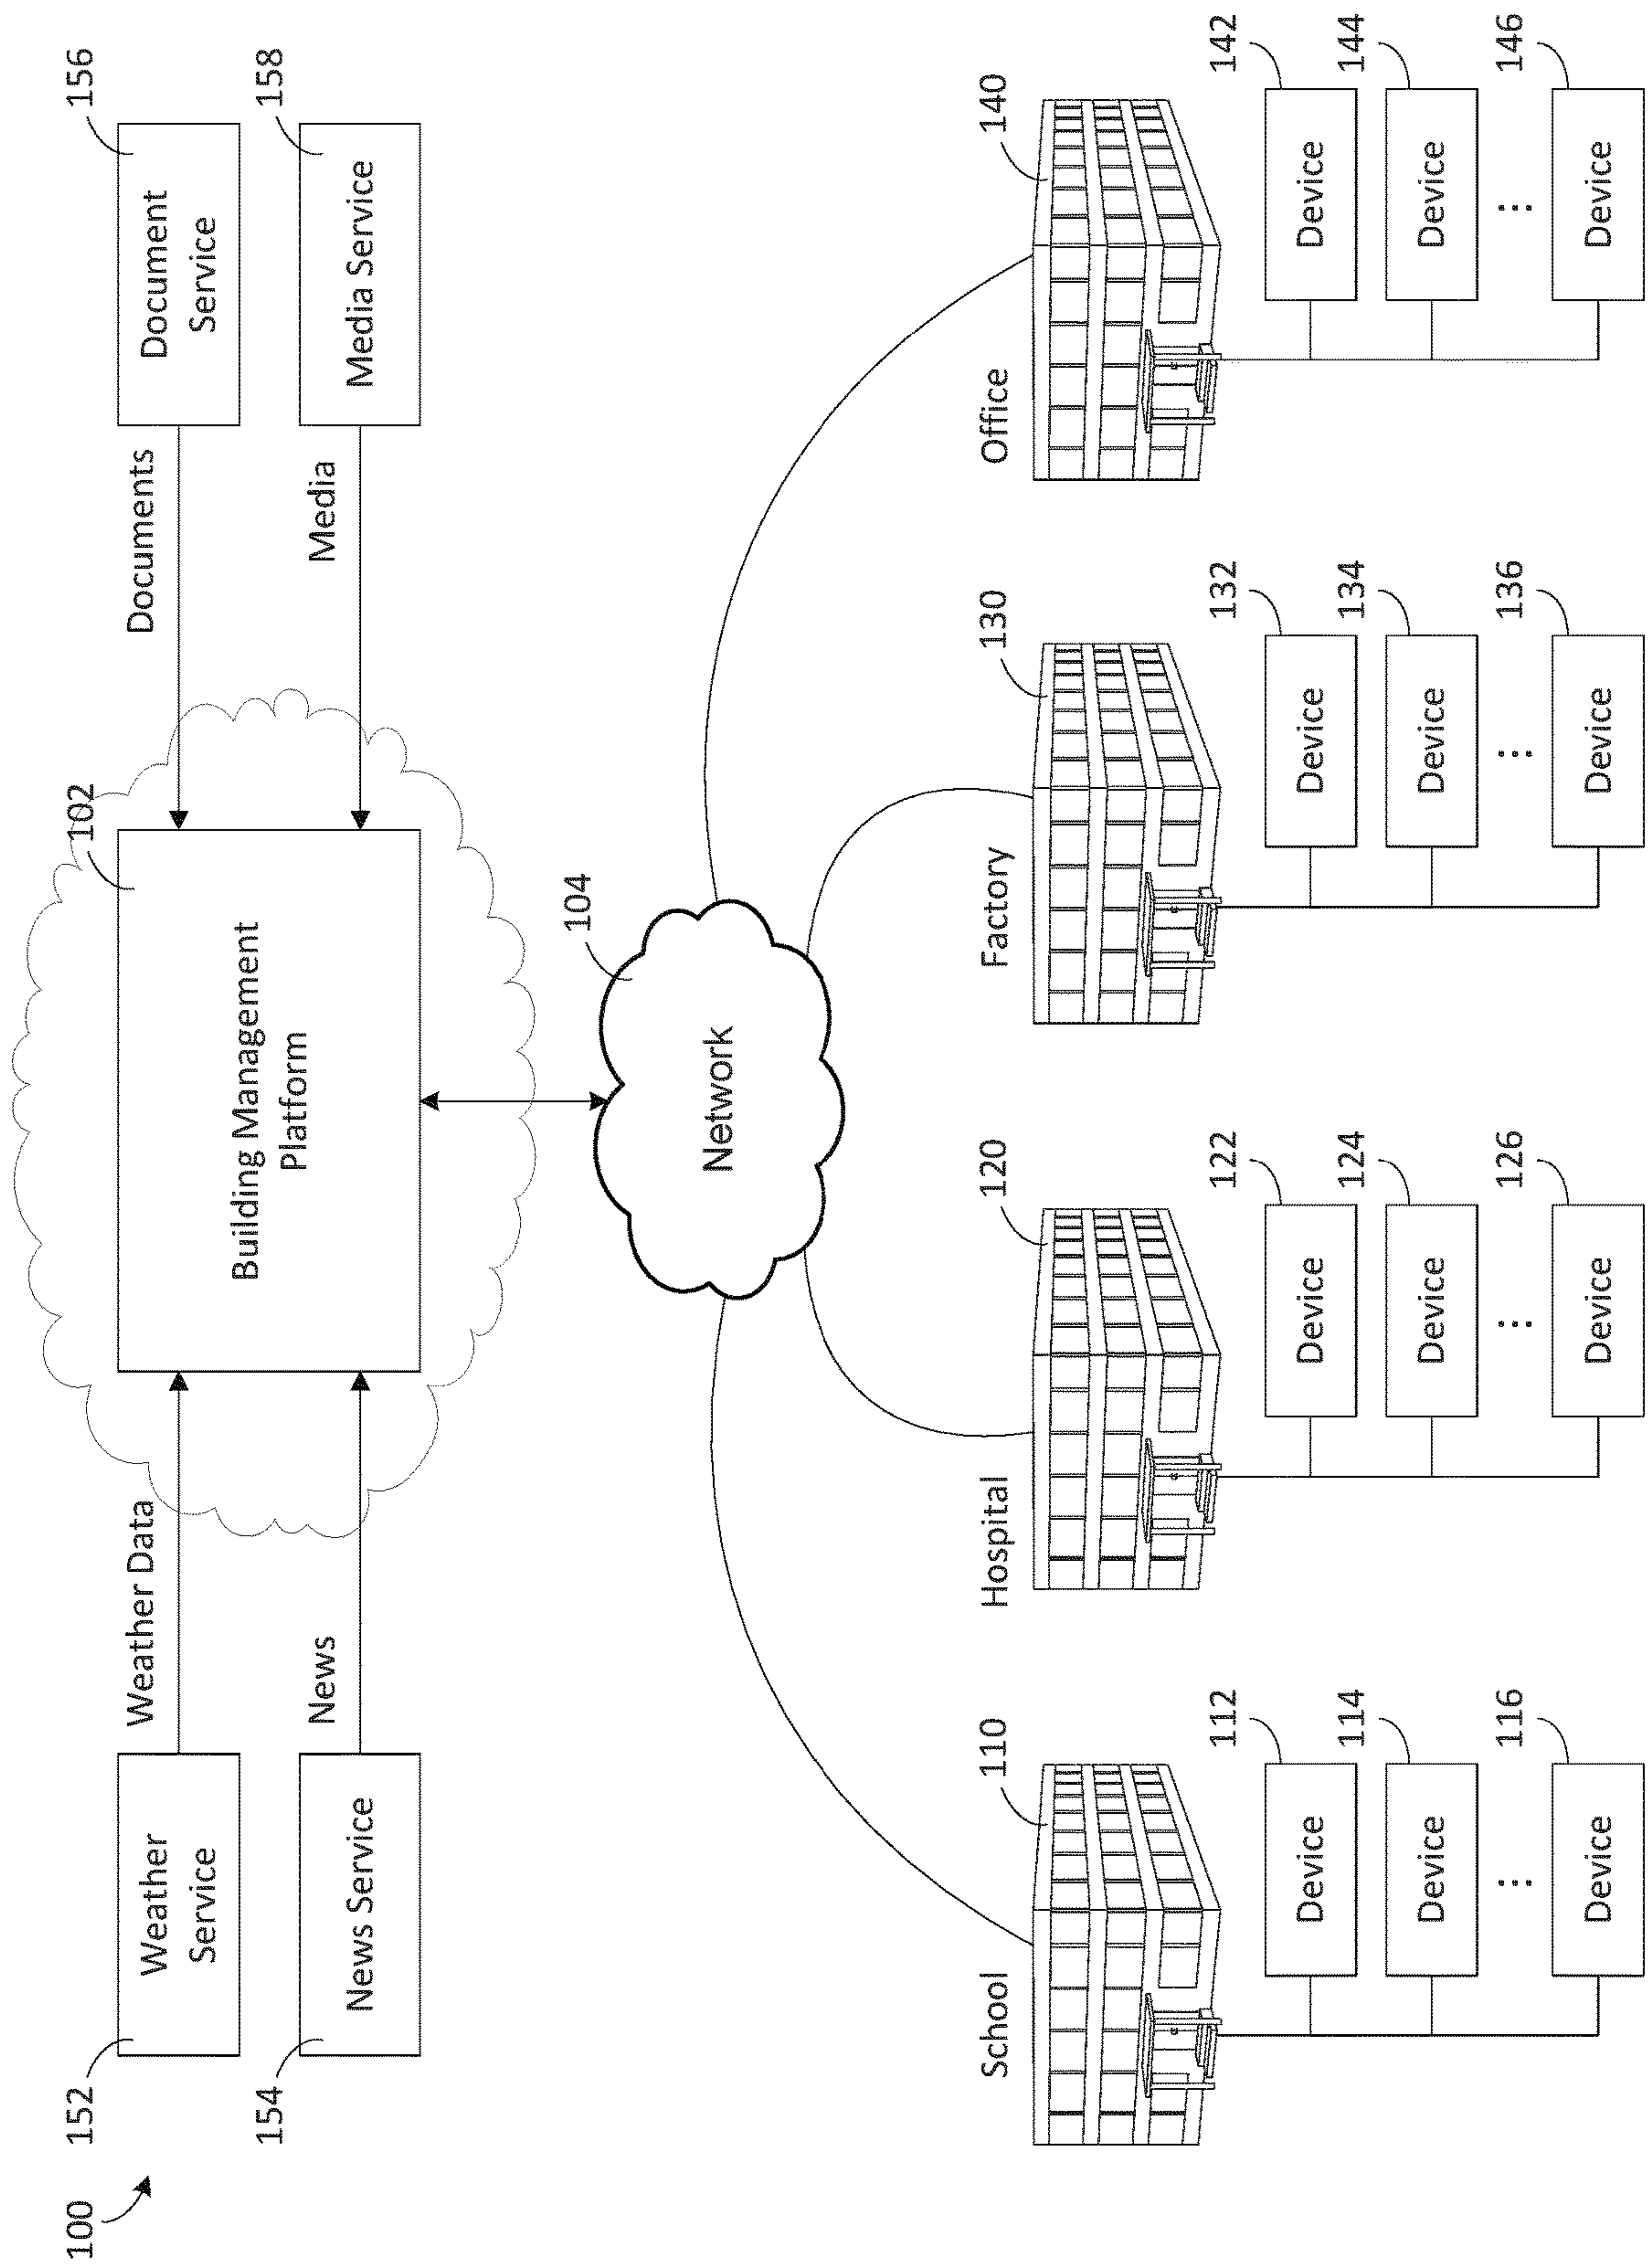 100
152
Weather
Service
Weather Data
154
News Service
News
102
Building Management
Platform
Documents
156
Document
Service
Media
158
Media Service
104
Network
School
110
Hospital
120
Factory
130
Office
140
Device
112
Device
114
...
Device
116
Device
122
Device
124
...
Device
126
Device
132
Device
134
...
Device
136
Device
142
Device
144
...
Device
146